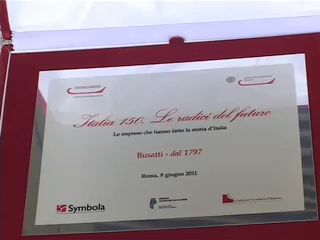 Italia 150. Le radici del futuro
Le imprese che hanno fatto la storia d'Italia
Busatti - dal 1797
Roma, 8 giugno 2011
Symbola